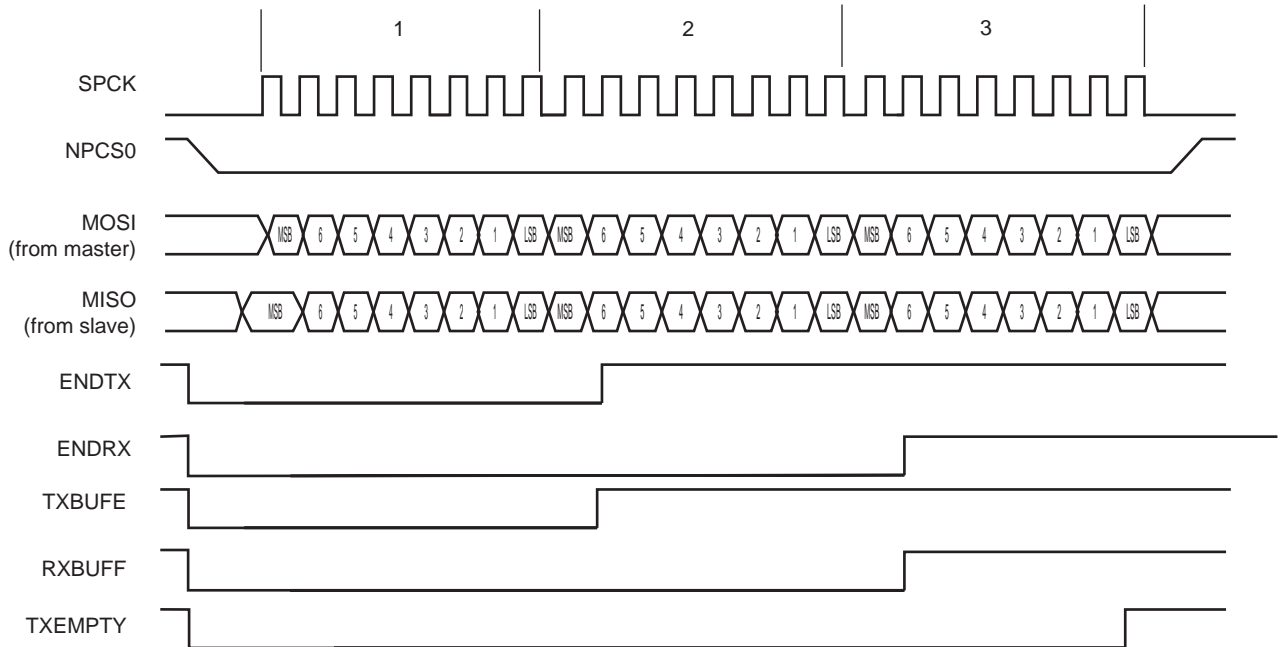 1 2 3
SPCK
NPCS0
MOSI
(from master)
MSB 6 5 4 3 2 1 LSB MSB 6 5 4 3 2 1 LSB MSB 6 5 4 3 2 1 LSB
MISO
(from slave)
MSB 6 5 4 3 2 1 LSB MSB 6 5 4 3 2 1 LSB MSB 6 5 4 3 2 1 LSB
ENDTX
ENDRX
TXBUFE
RXBUFF
TXEMPTY